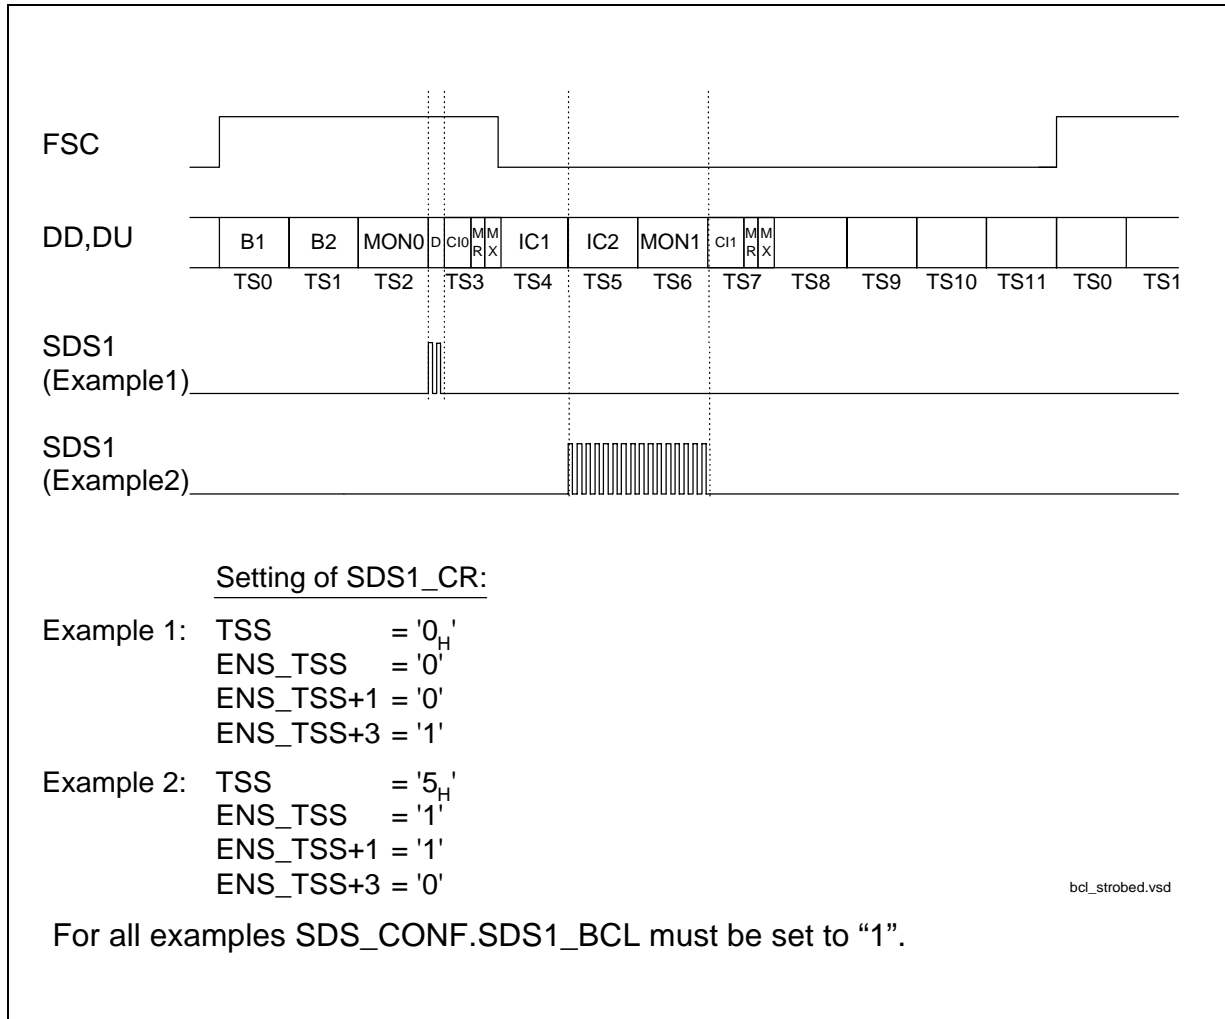 FSC
DD,DU B1 B2 MON0 D CI0 MR MX IC1 IC2 MON1 CI1 MR MX
TS0 TS1 TS2 TS3 TS4 TS5 TS6 TS7 TS8 TS9 TS10 TS11 TS0 TS1
SDS1
(Example1)
SDS1
(Example2)
Setting of SDS1_CR:
Example 1: TSS = '0H'
ENS_TSS = '0'
ENS_TSS+1 = '0'
ENS_TSS+3 = '1'
Example 2: TSS = '5H'
ENS_TSS = '1'
ENS_TSS+1 = '1'
ENS_TSS+3 = '0'
bcl_strobed.vsd
For all examples SDS_CONF.SDS1_BCL must be set to “1”.